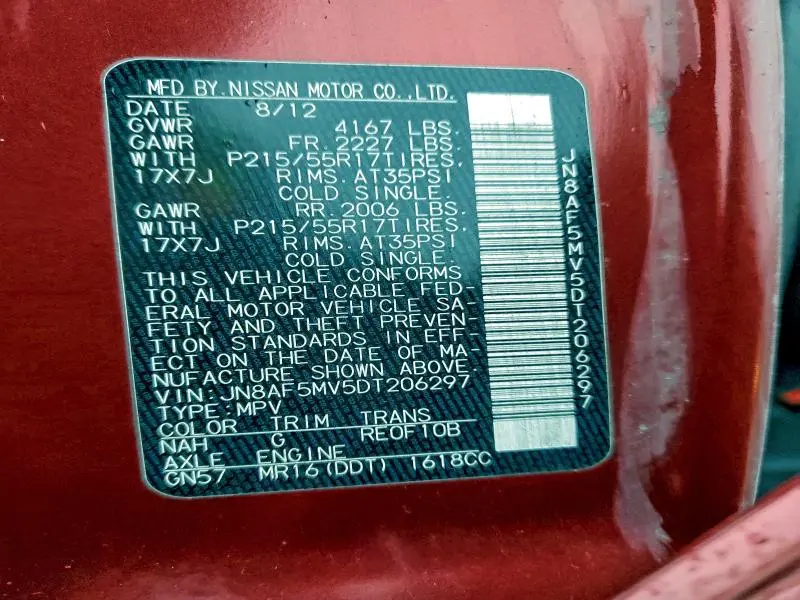 MFD BY NISSAN MOTOR CO.,LTD.
DATE 8/12
GVWR 4167 LBS.
GAWR FR. 2227 LBS.
WITH P215/55R17TIRES,
17X7J RIMS. AT35PSI
COLD SINGLE.
GAWR RR. 2006 LBS.
WITH P215/55R17TIRES,
17X7J RIMS. AT35PSI
COLD SINGLE.
THIS VEHICLE CONFORMS
TO ALL APPLICABLE FED-
ERAL MOTOR VEHICLE SA-
FETY AND THEFT PREVEN-
TION STANDARDS IN EFF-
ECT ON THE DATE OF MA-
NUFACTURE SHOWN ABOVE.
VIN:JN8AF5MV5DT206297
TYPE:MPV
COLOR TRIM TRANS
NAH G RE0F10B
AXLE ENGINE
GN57 MR16(DDT) 1618CC
JN8AF5MV5DT206297